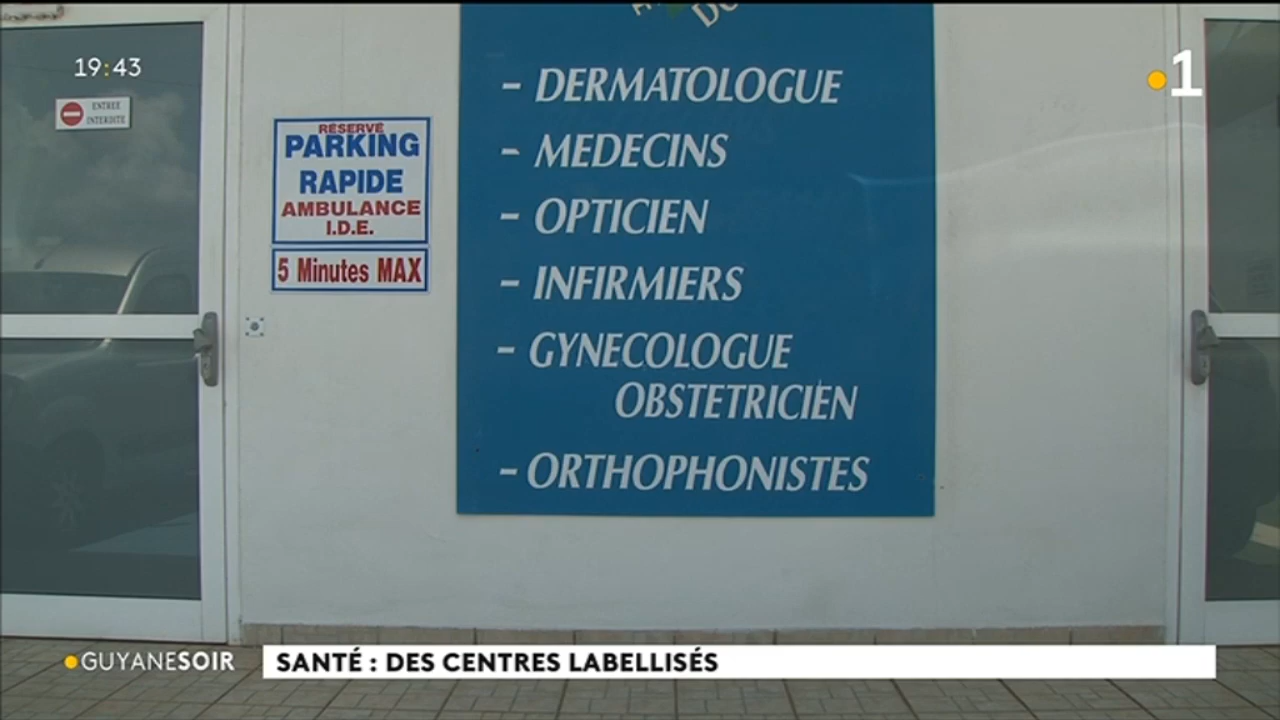 19:43
ENTREE
INTERDITE
RÉSERVÉ
PARKING
RAPIDE
AMBULANCE
I.D.E.
5 Minutes MAX
- DERMATOLOGUE
- MEDECINS
- OPTICIEN
- INFIRMIERS
- GYNECOLOGUE
OBSTETRICIEN
- ORTHOPHONISTES
1
GUYANESOIR
SANTÉ : DES CENTRES LABELLISÉS